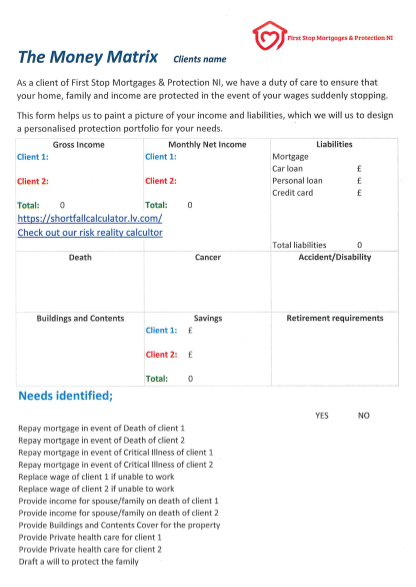 First Stop Mortgages & Protection NI
The Money Matrix Clients name
As a client of First Stop Mortgages & Protection NI, we have a duty of care to ensure that
your home, family and income are protected in the event of your wages suddenly stopping.
This form helps us to paint a picture of your income and liabilities, which we will us to design
a personalised protection portfolio for your needs.
Gross Income Monthly Net Income Liabilities
Client 1: Client 1: Mortgage
Car loan £
Client 2: Client 2: Personal loan £
Credit card £
Total: 0 Total: 0
https://shortfallcalculator.lv.com/
Check out our risk reality calcultor
Total liabilities 0
Death Cancer Accident/Disability
Buildings and Contents Savings Retirement requirements
Client 1: £
Client 2: £
Total: 0
Needs identified;
YES NO
Repay mortgage in event of Death of client 1
Repay mortgage in event of Death of client 2
Repay mortgage in event of Critical Illness of client 1
Repay mortgage in event of Critical Illness of client 2
Replace wage of client 1 if unable to work
Replace wage of client 2 if unable to work
Provide income for spouse/family on death of client 1
Provide income for spouse/family on death of client 2
Provide Buildings and Contents Cover for the property
Provide Private health care for client 1
Provide Private health care for client 2
Draft a will to protect the family